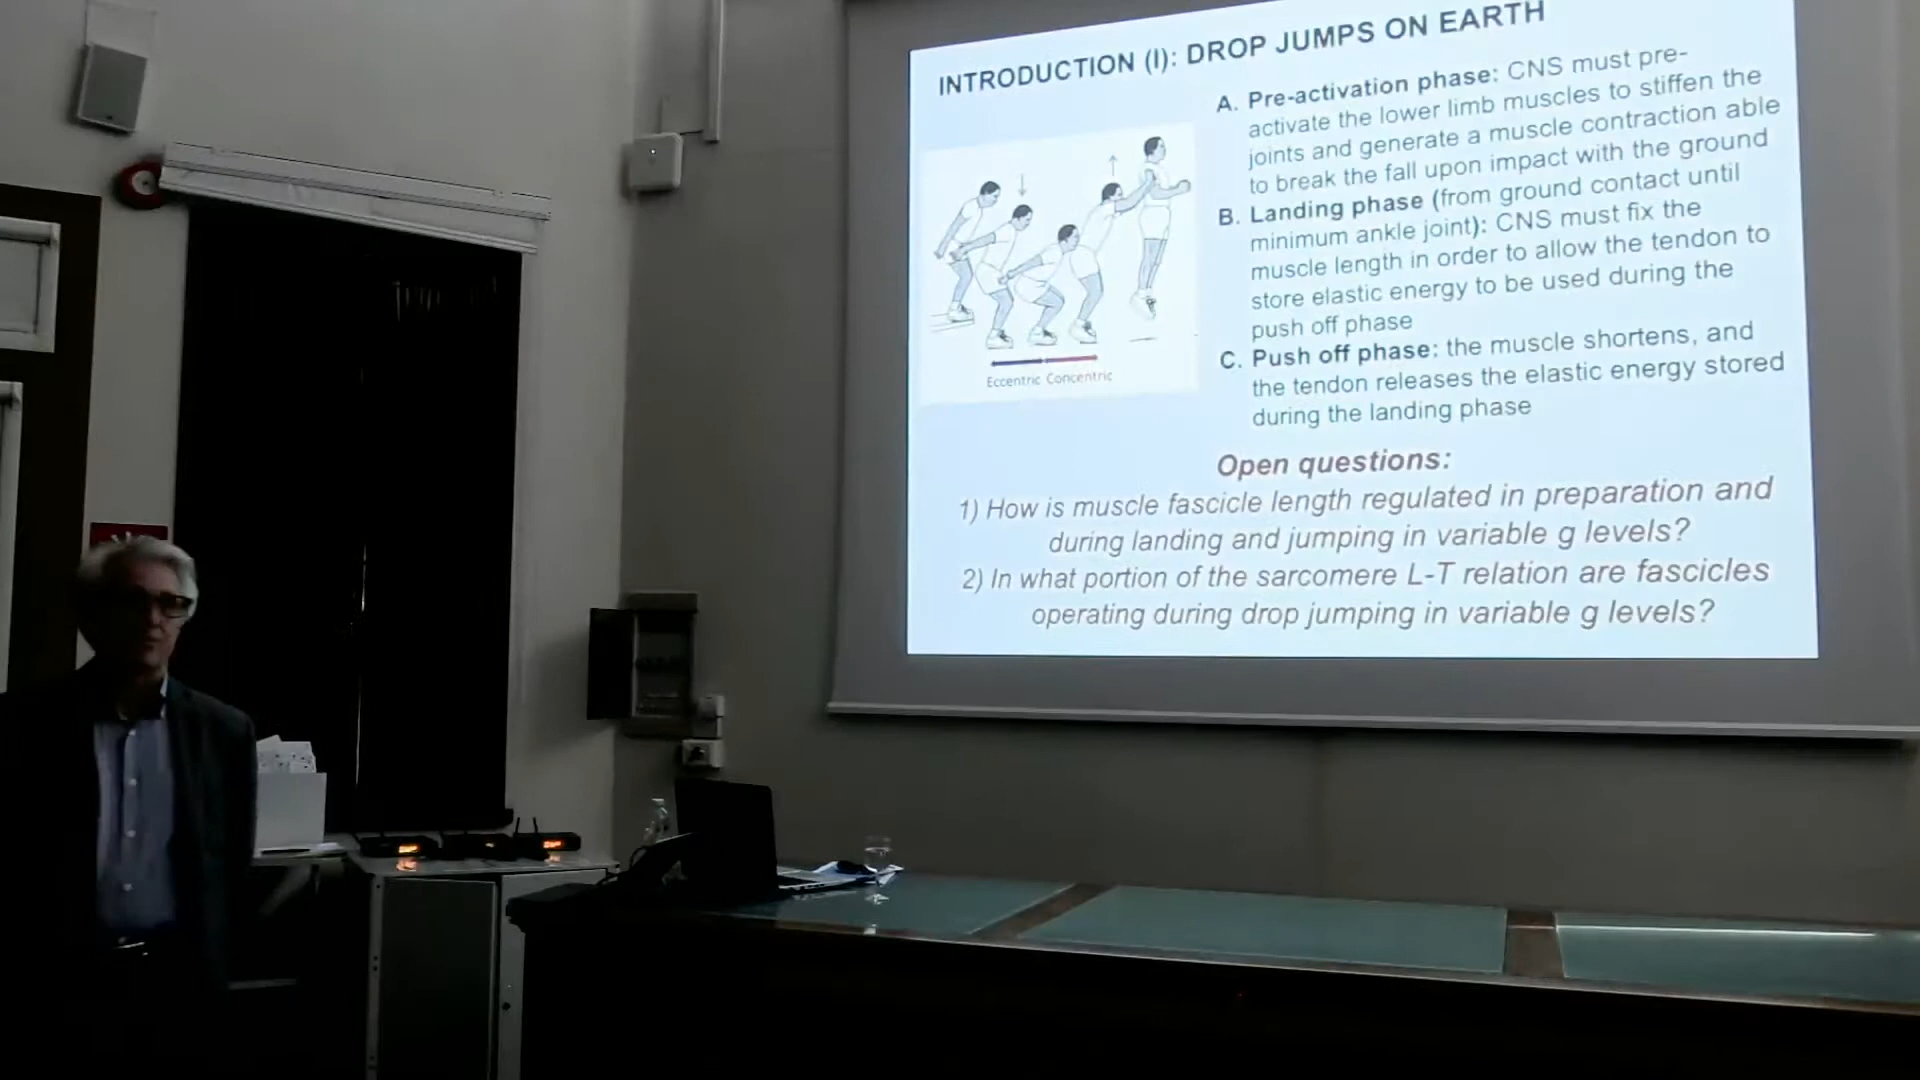 INTRODUCTION (I): DROP JUMPS ON EARTH
A. Pre-activation phase: CNS must pre-
activate the lower limb muscles to stiffen the
joints and generate a muscle contraction able
to break the fall upon impact with the ground
B. Landing phase (from ground contact until
minimum ankle joint): CNS must fix the
muscle length in order to allow the tendon to
store elastic energy to be used during the
push off phase
C. Push off phase: the muscle shortens, and
the tendon releases the elastic energy stored
during the landing phase
Eccentric Concentric
Open questions:
1) How is muscle fascicle length regulated in preparation and
during landing and jumping in variable g levels?
2) In what portion of the sarcomere L-T relation are fascicles
operating during drop jumping in variable g levels?